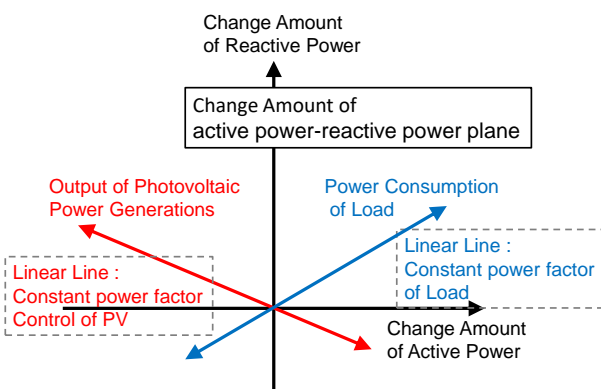 Change Amount
of Reactive Power
Change Amount of
active power-reactive power plane
Output of Photovoltaic
Power Generations
Power Consumption
of Load
Linear Line :
Constant power factor
of Load
Linear Line :
Constant power factor
Control of PV
Change Amount
of Active Power